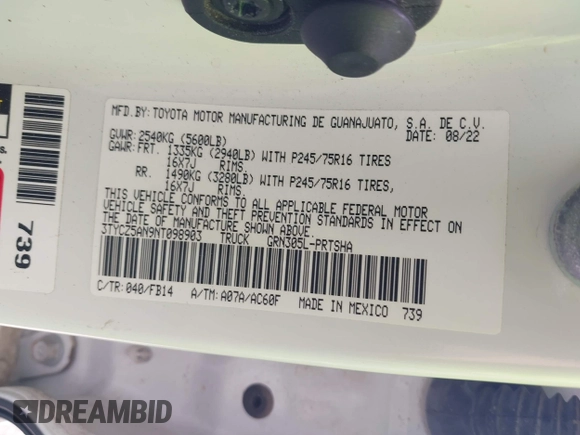 MFD. BY: TOYOTA MOTOR MANUFACTURING DE GUANAJUATO, S.A. DE C.V.
DATE: 08/22
GVWR: 2540KG (5600LB)
GAWR: FRT. 1335KG (2940LB) WITH P245/75R16 TIRES
16X7J RIMS,
RR. 1490KG (3280LB) WITH P245/75R16 TIRES,
16X7J RIMS.
THIS VEHICLE CONFORMS TO ALL APPLICABLE FEDERAL MOTOR
VEHICLE SAFETY AND THEFT PREVENTION STANDARDS IN EFFECT ON
THE DATE OF MANUFACTURE SHOWN ABOVE.
3TYCZ5AN9NT098903 TRUCK GRN305L-PRTSHA
C/TR: 040/FB14 A/TM: A07A/AC60F MADE IN MEXICO 739
739
DREAMBID